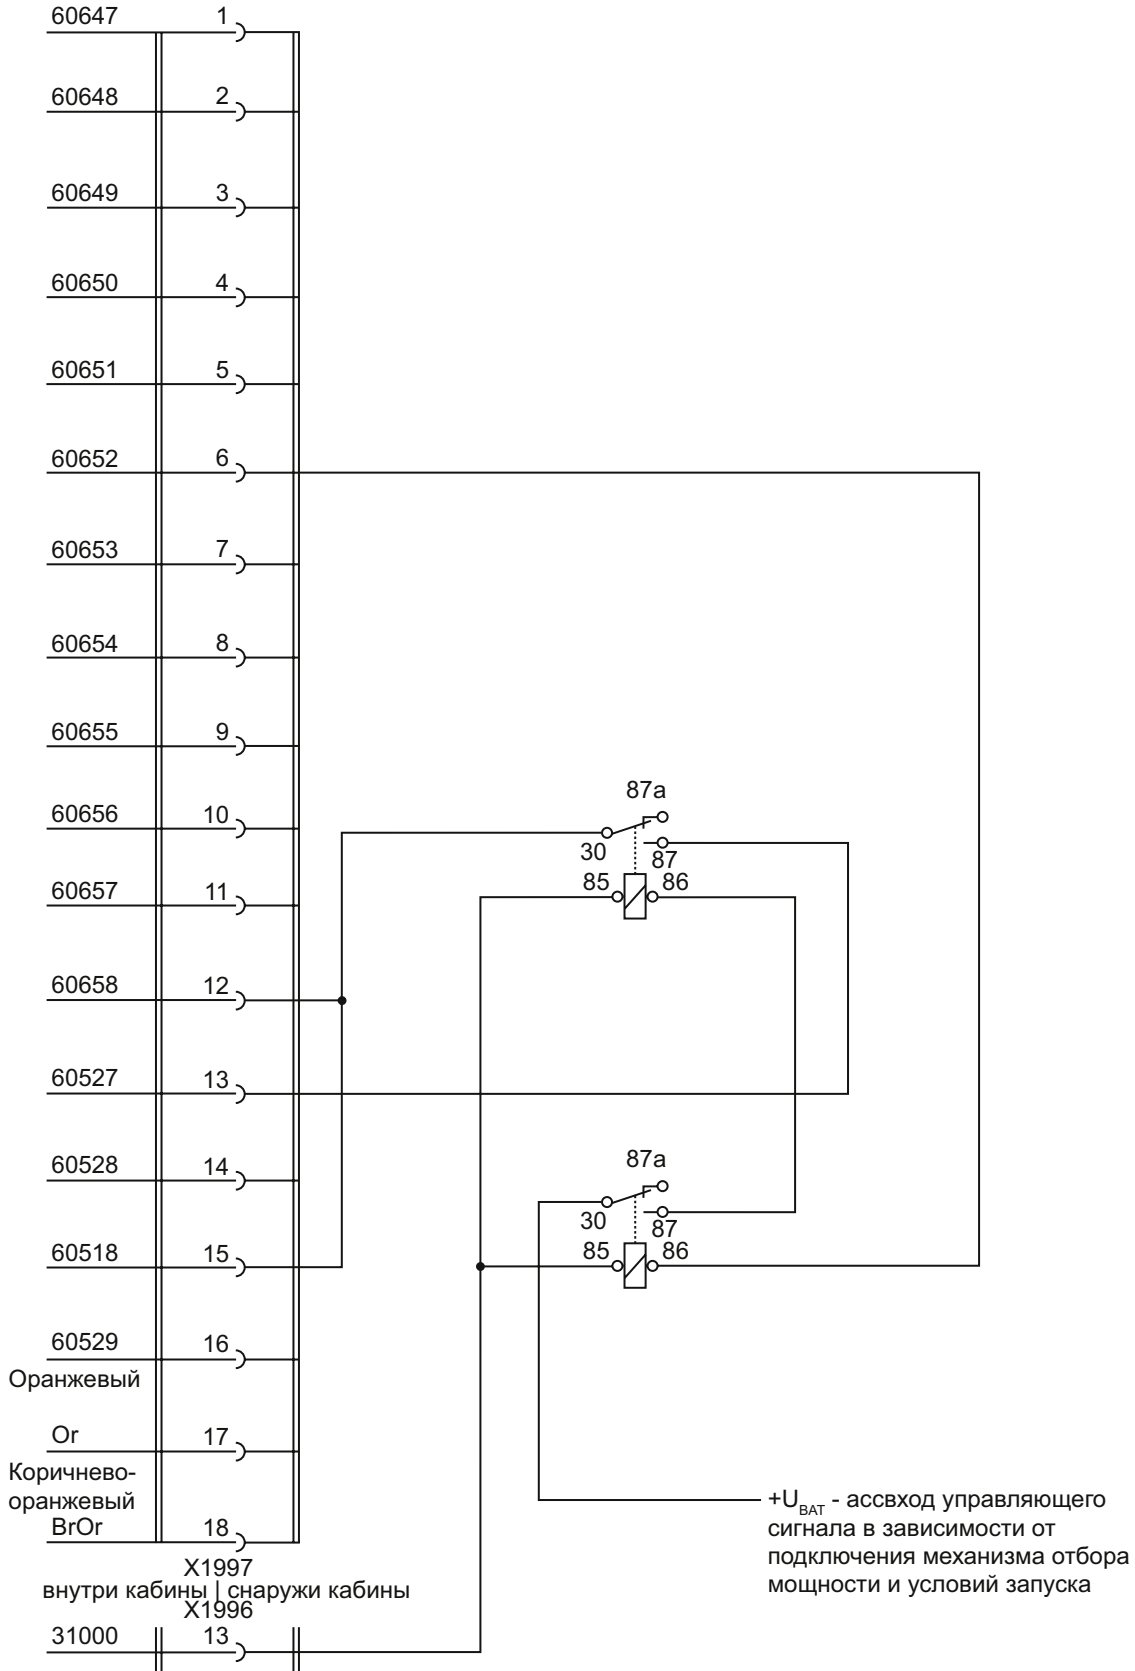 60647 1
60648 2
60649 3
60650 4
60651 5
60652 6
60653 7
60654 8
60655 9
87a
60656 10
30 87
60657 11 85 86
60658 12
60527 13
87a
60528 14
30 87
60518 15 85 86
60529 16
Оранжевый
Or 17
Коричнево-
оранжевый
BrOr 18
+UBAT - ассвход управляющего
сигнала в зависимости от
подключения механизма отбора
мощности и условий запуска
X1997
внутри кабины | снаружи кабины
X1996
31000 13